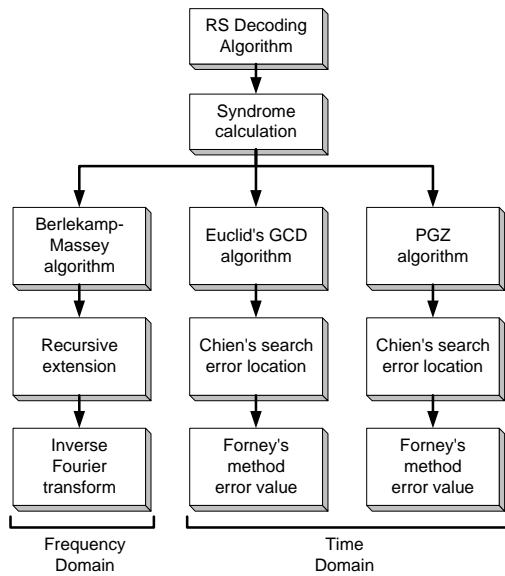 RS Decoding
Algorithm
Syndrome
calculation
Berlekamp-
Massey
algorithm
Euclid's GCD
algorithm
PGZ
algorithm
Recursive
extension
Chien's search
error location
Chien's search
error location
Inverse
Fourier
transform
Forney's
method
error value
Forney's
method
error value
Frequency
Domain
Time
Domain